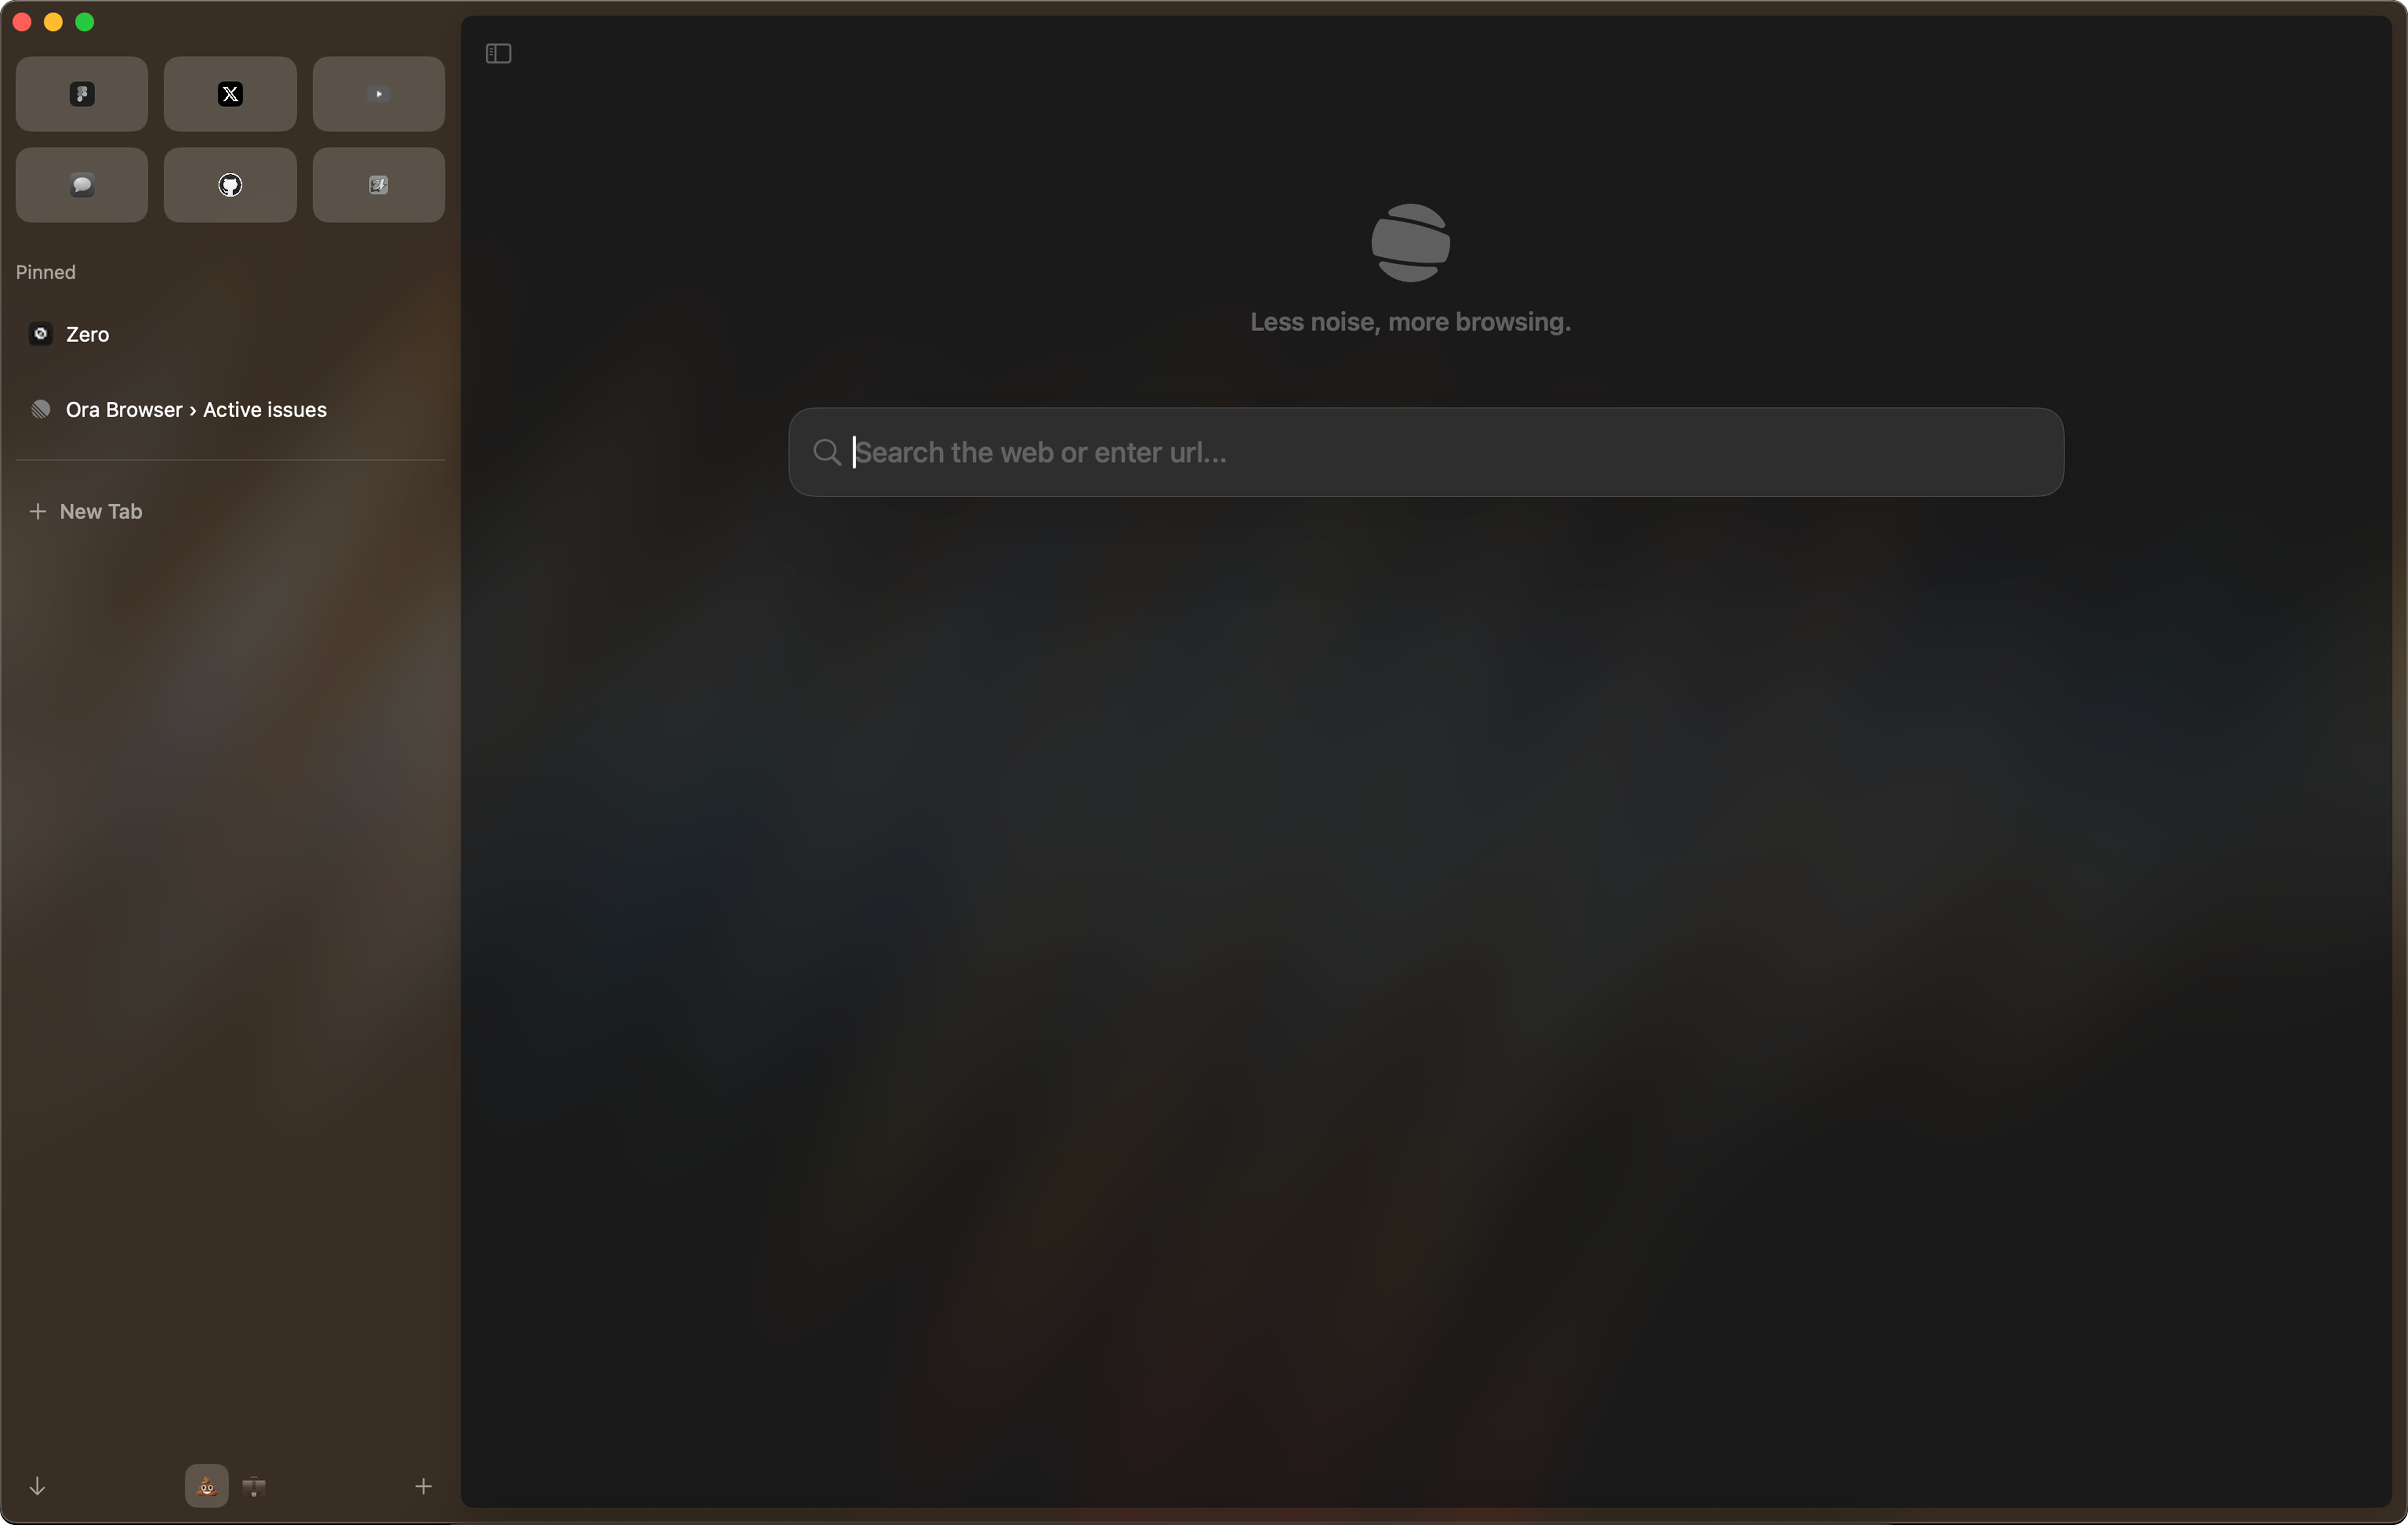 Pinned
Zero
Ora Browser › Active issues
New Tab
Less noise, more browsing.
Search the web or enter url...